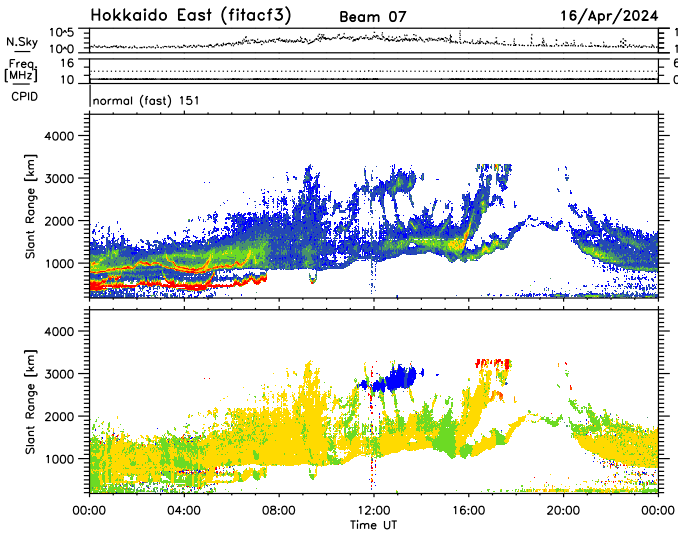 Hokkaido East (fitacf3) Beam 07 16/Apr/2024
N.Sky 10^5 10^0
Freq. [MHz] 16 10
CPID normal (fast) 151
Slant Range [km] 4000 3000 2000 1000
Slant Range [km] 4000 3000 2000 1000
00:00 04:00 08:00 12:00 16:00 20:00 00:00
Time UT